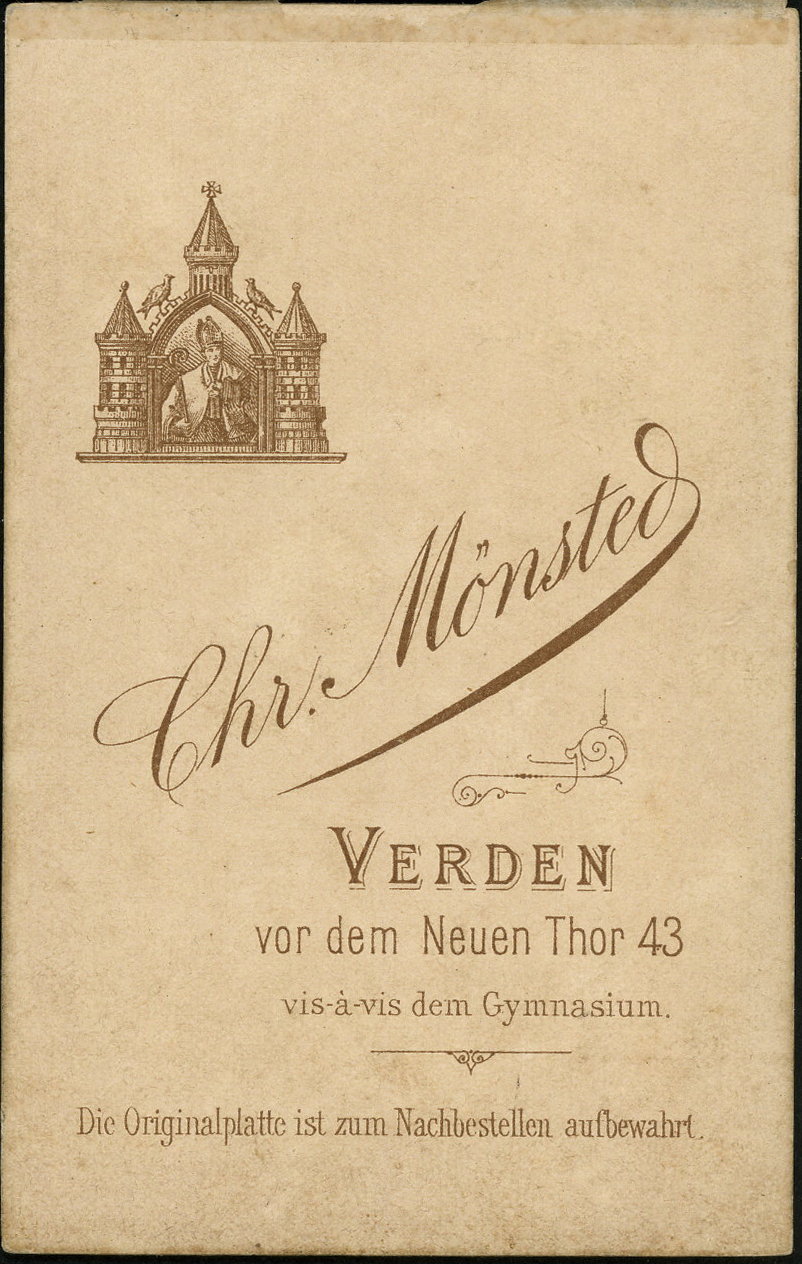 Chr. Mönsted
VERDEN
vor dem Neuen Thor 43
vis-à-vis dem Gymnasium.
Die Originalplatte ist zum Nachbestellen aufbewahrt.